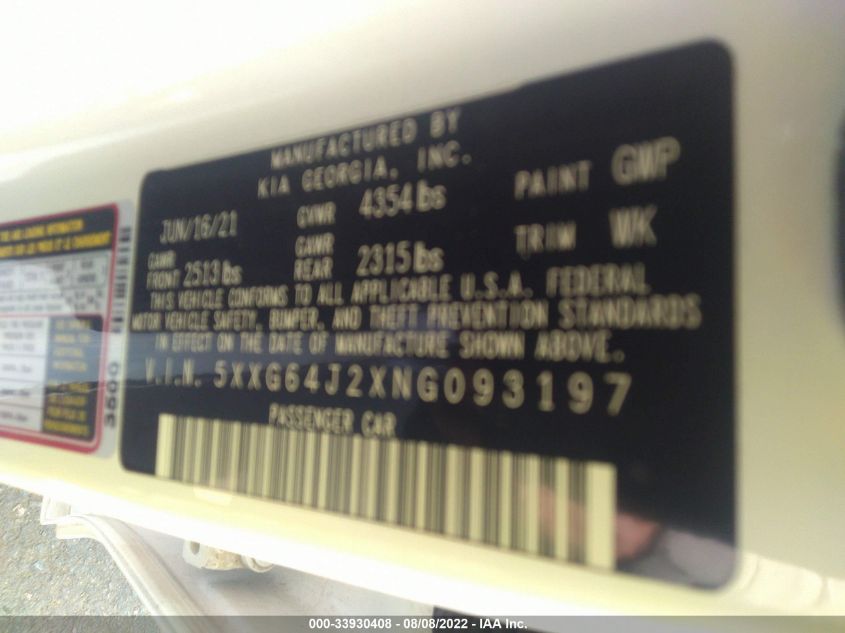 MANUFACTURED BY
KIA GEORGIA, INC.
JUN/16/21 GVWR 4354 lbs PAINT GWP
GAWR FRONT 2513 lbs GAWR REAR 2315 lbs TRIM WK
THIS VEHICLE CONFORMS TO ALL APPLICABLE U.S.A. FEDERAL
MOTOR VEHICLE SAFETY, BUMPER, AND THEFT PREVENTION STANDARDS
IN EFFECT ON THE DATE OF MANUFACTURE SHOWN ABOVE.
V.I.N. 5XXG64J2XNG093197
PASSENGER CAR
3600
000-33930408 - 08/08/2022 - IAA Inc.